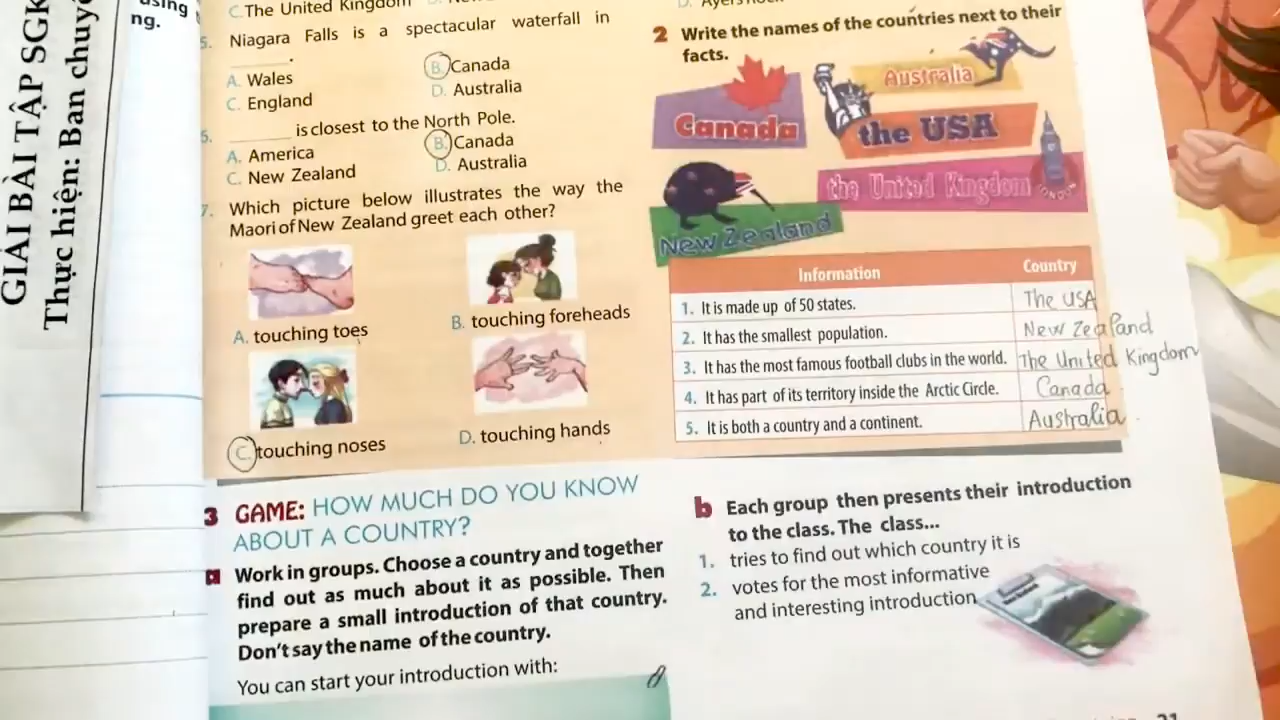 GIẢI BÀI TẬP SGK
Thực hiện: Ban
ng.
C. The United Kingdom
5. Niagara Falls is a spectacular waterfall in
______.
A. Wales
B. Canada
C. England
D. Australia
6. ______ is closest to the North Pole.
A. America
B. Canada
C. New Zealand
D. Australia
7. Which picture below illustrates the way the
Maori of New Zealand greet each other?
A. touching toes
B. touching foreheads
C. touching noses
D. touching hands
2 Write the names of the countries next to their
facts.
Australia
Canada
the USA
the United Kingdom
LONDON
New Zealand
Information Country
1. It is made up of 50 states. The USA
2. It has the smallest population. New Zealand
3. It has the most famous football clubs in the world. The United Kingdom
4. It has part of its territory inside the Arctic Circle. Canada
5. It is both a country and a continent. Australia
3 GAME: HOW MUCH DO YOU KNOW
ABOUT A COUNTRY?
a Work in groups. Choose a country and together
find out as much about it as possible. Then
prepare a small introduction of that country.
Don't say the name of the country.
You can start your introduction with:
b Each group then presents their introduction
to the class. The class...
1. tries to find out which country it is
2. votes for the most informative
and interesting introduction